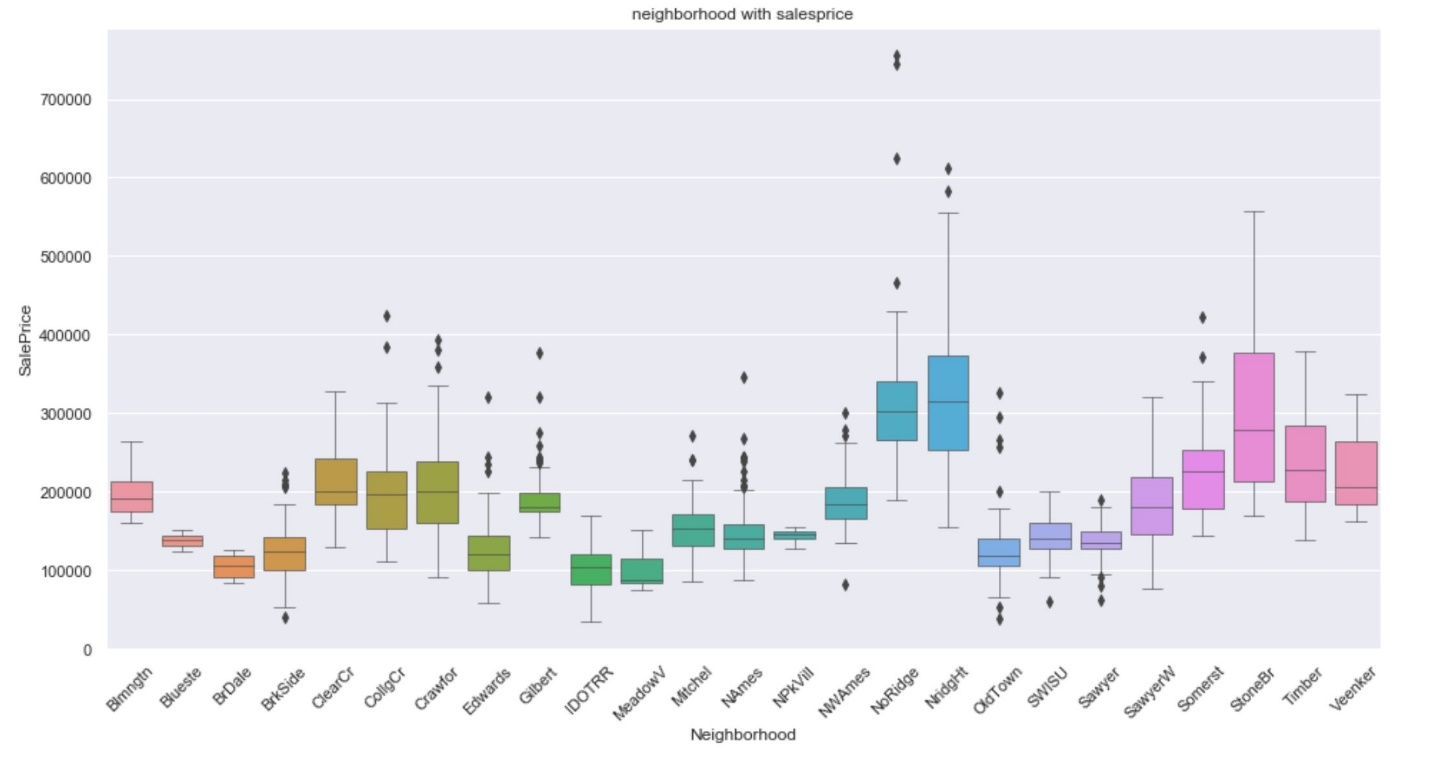 neighborhood with salesprice
700000
600000
500000
400000
300000
200000
100000
0
SalePrice
Blmngtn
Blueste
BrDale
BrkSide
ClearCr
CollgCr
Crawfor
Edwards
Gilbert
IDOTRR
MeadowV
Mitchel
NAmes
NPkVill
NWAmes
NoRidge
NridgHt
OldTown
SWISU
Sawyer
SawyerW
Somerst
StoneBr
Timber
Veenker
Neighborhood